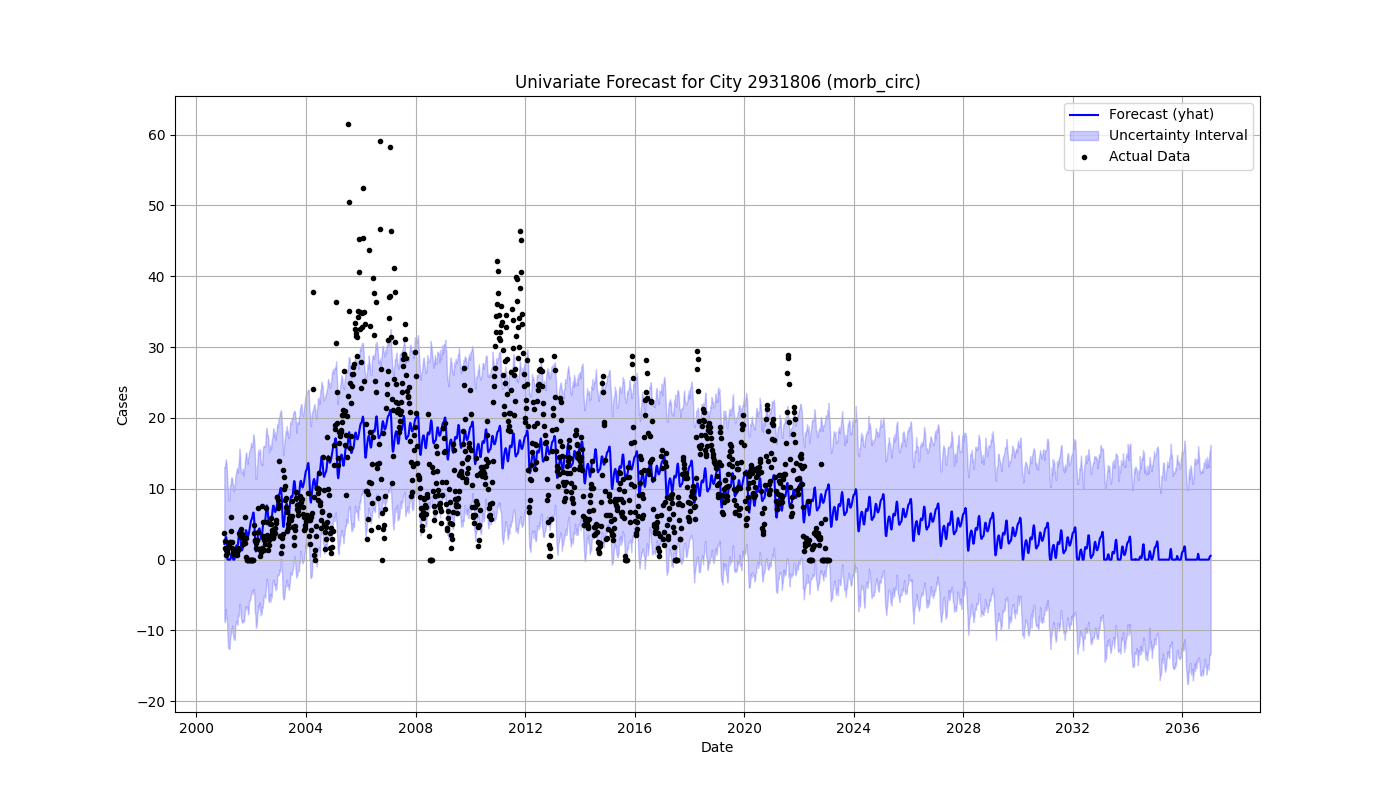 Univariate Forecast for City 2931806 (morb_circ)
Forecast (yhat)
Uncertainty Interval
Actual Data
Cases
60
50
40
30
20
10
0
−10
−20
2000 2004 2008 2012 2016 2020 2024 2028 2032 2036
Date